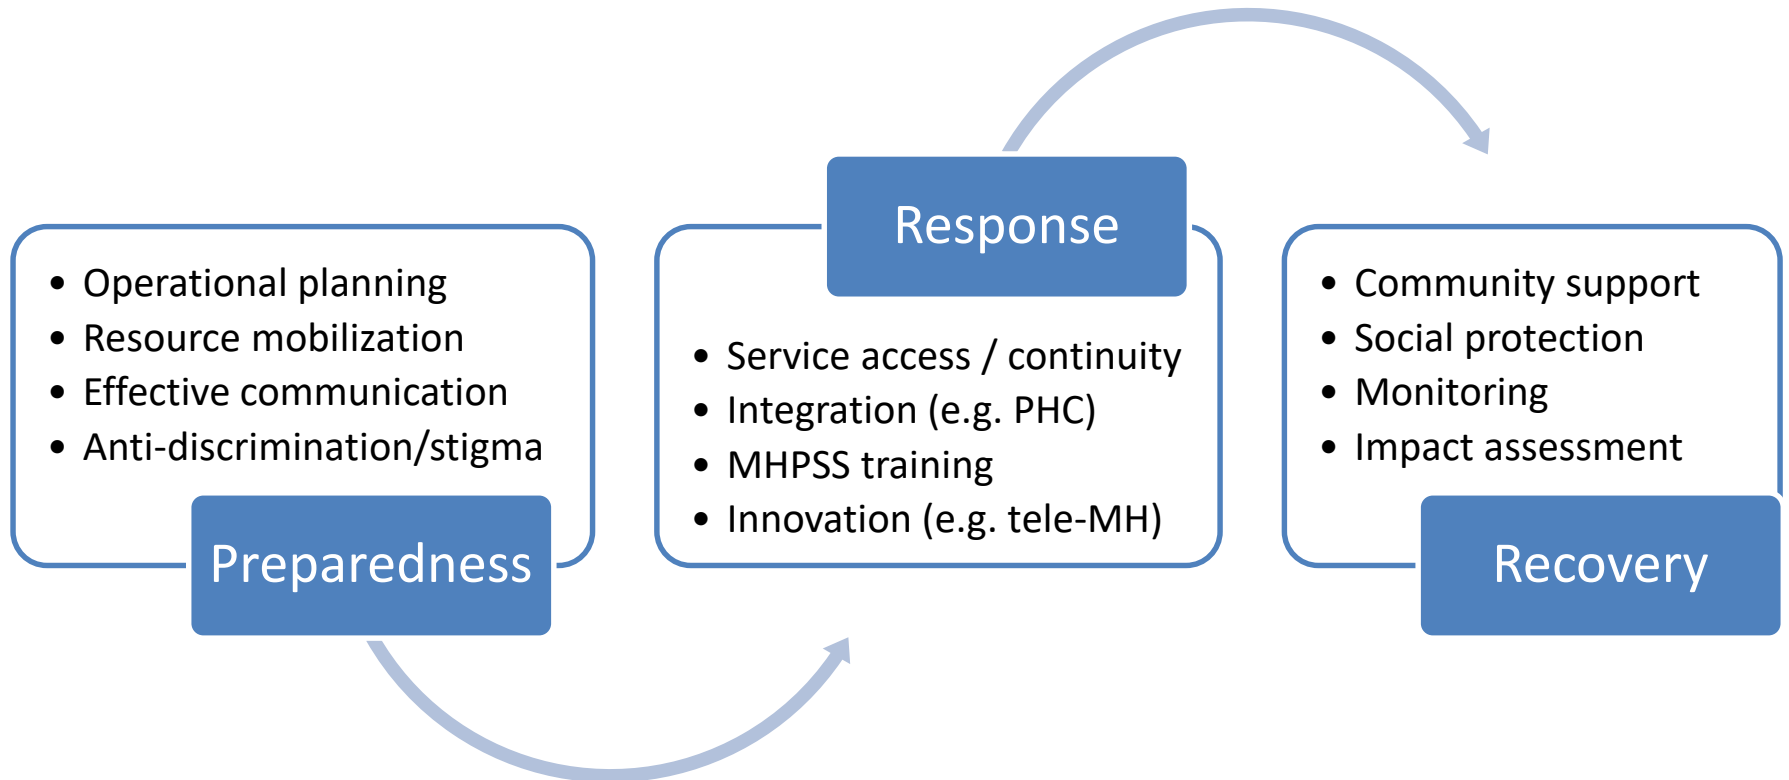 • Operational planning
• Resource mobilization
• Effective communication
• Anti-discrimination/stigma
Preparedness
Response
• Service access / continuity
• Integration (e.g. PHC)
• MHPSS training
• Innovation (e.g. tele-MH)
• Community support
• Social protection
• Monitoring
• Impact assessment
Recovery